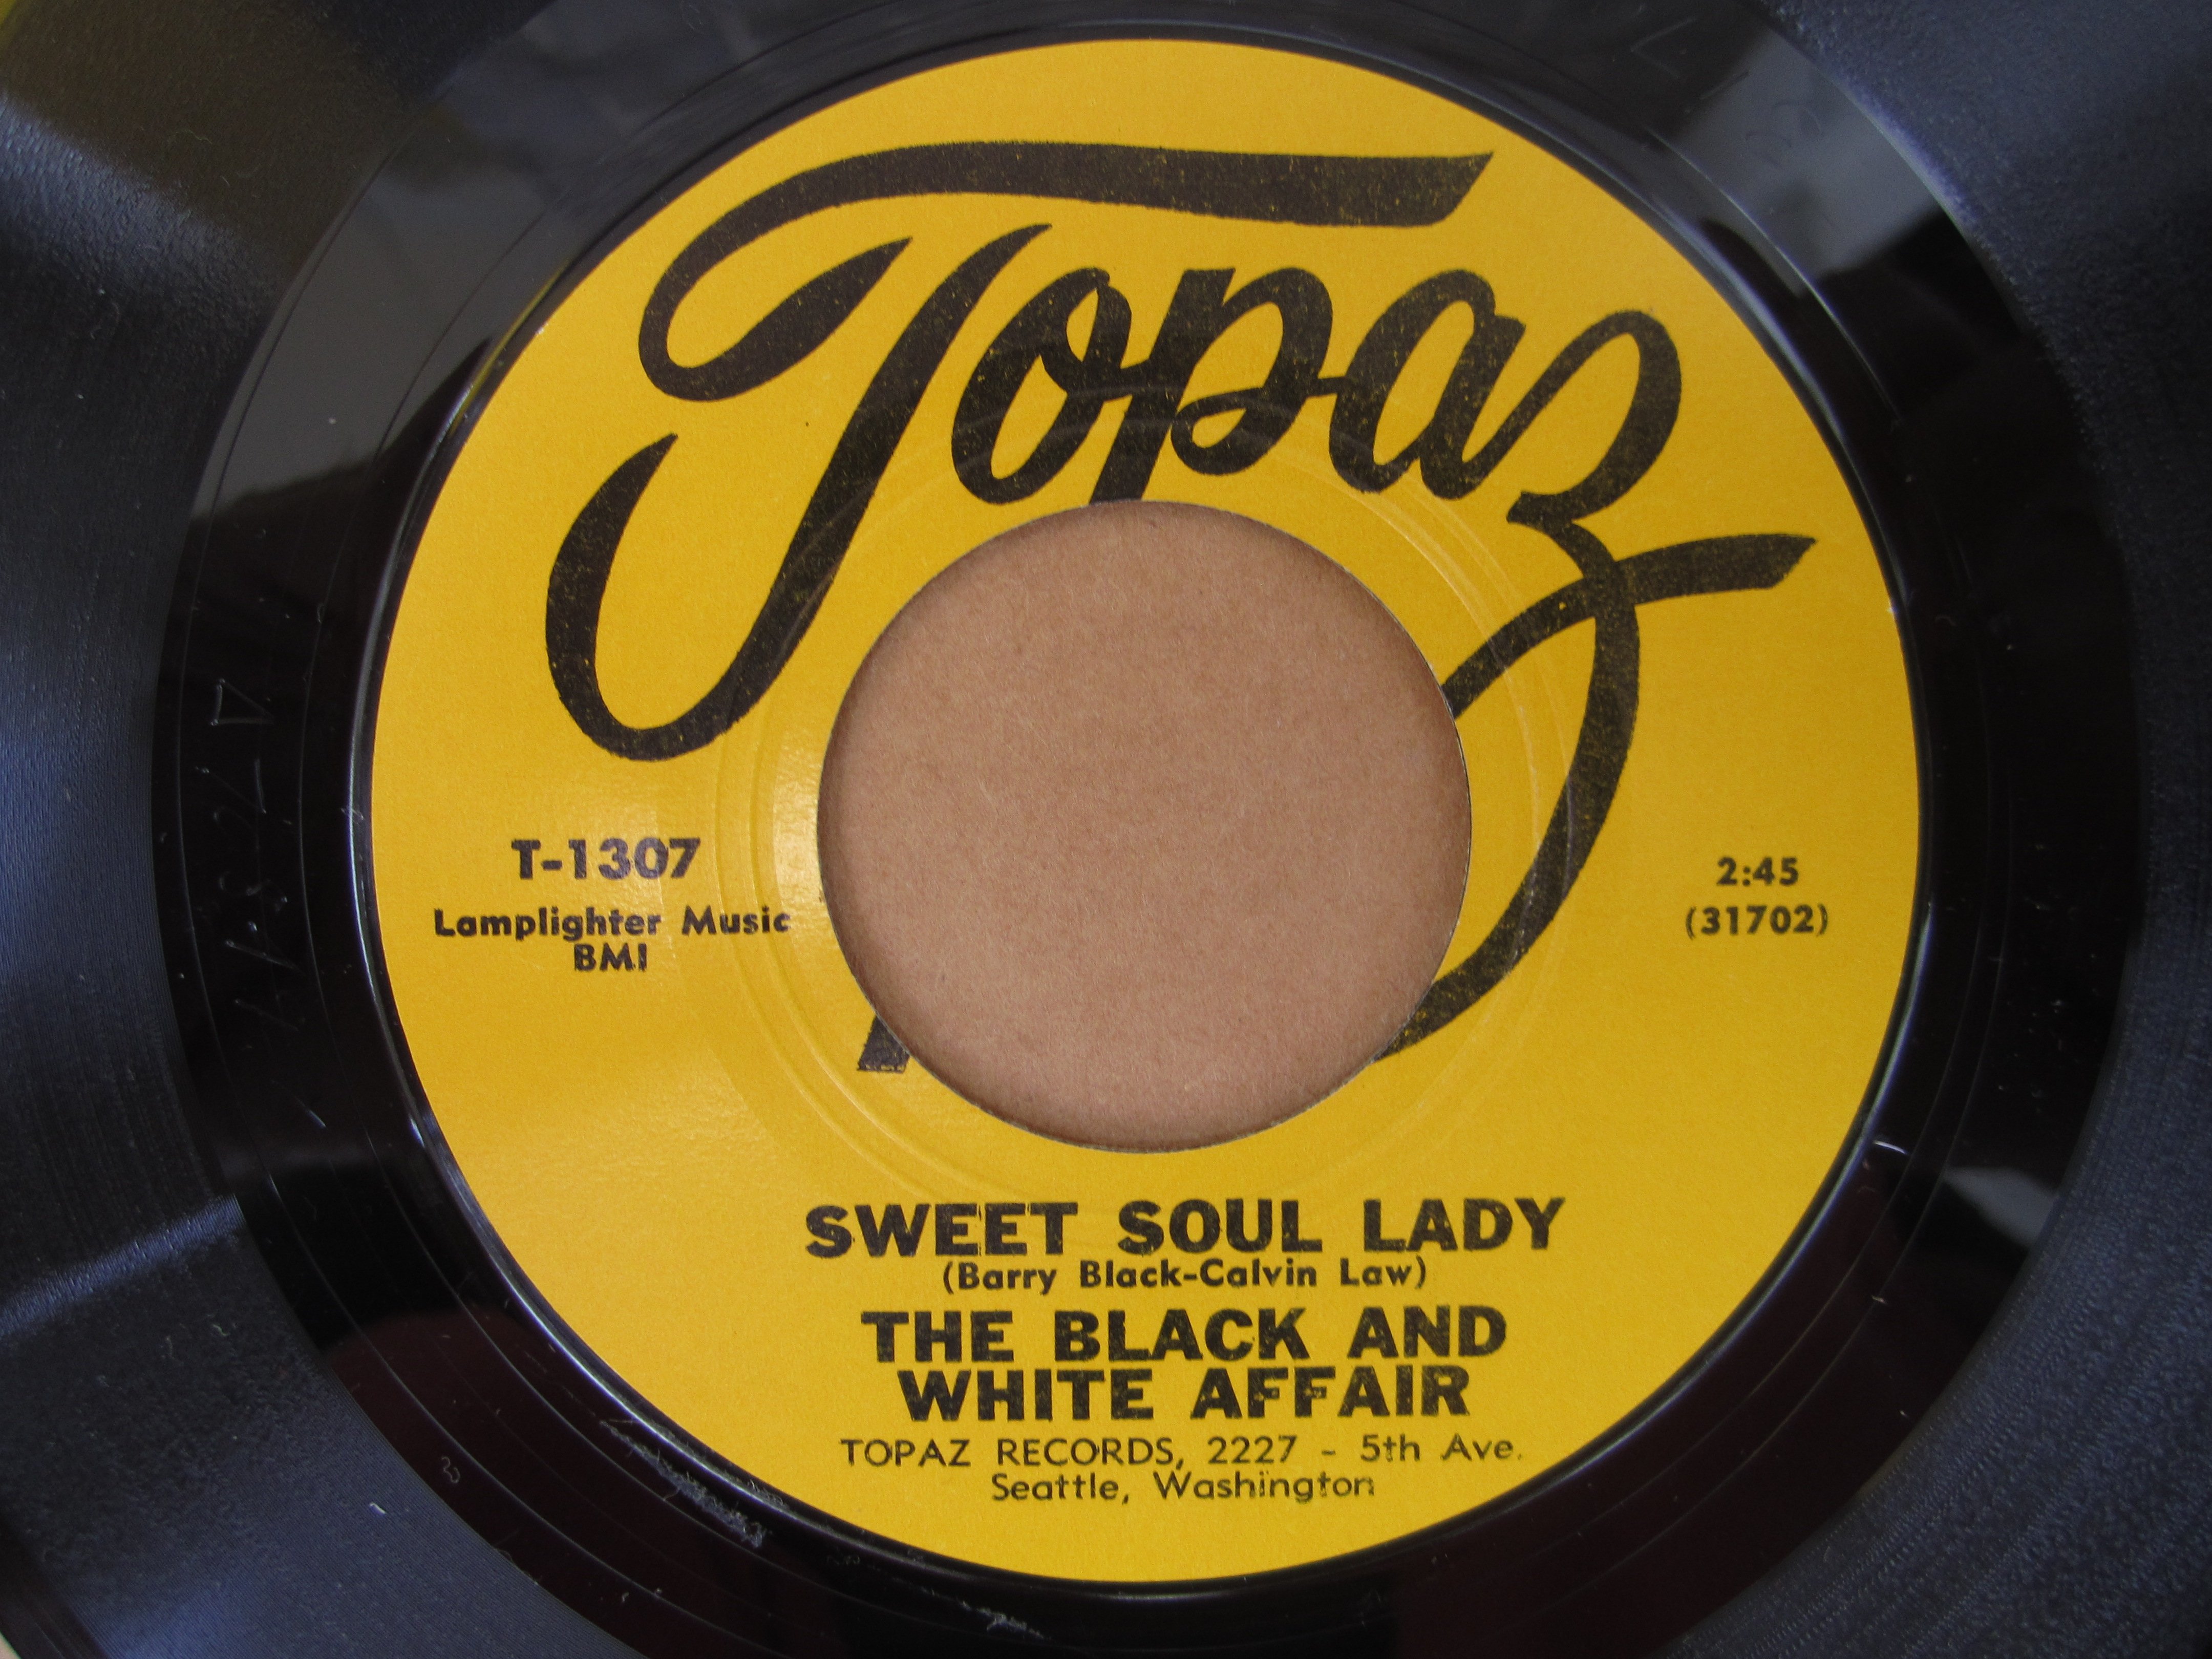 Topaz
T-1307
Lamplighter Music
BMI
2:45
(31702)
SWEET SOUL LADY
(Barry Black-Calvin Law)
THE BLACK AND
WHITE AFFAIR
TOPAZ RECORDS, 2227 - 5th Ave.
Seattle, Washington